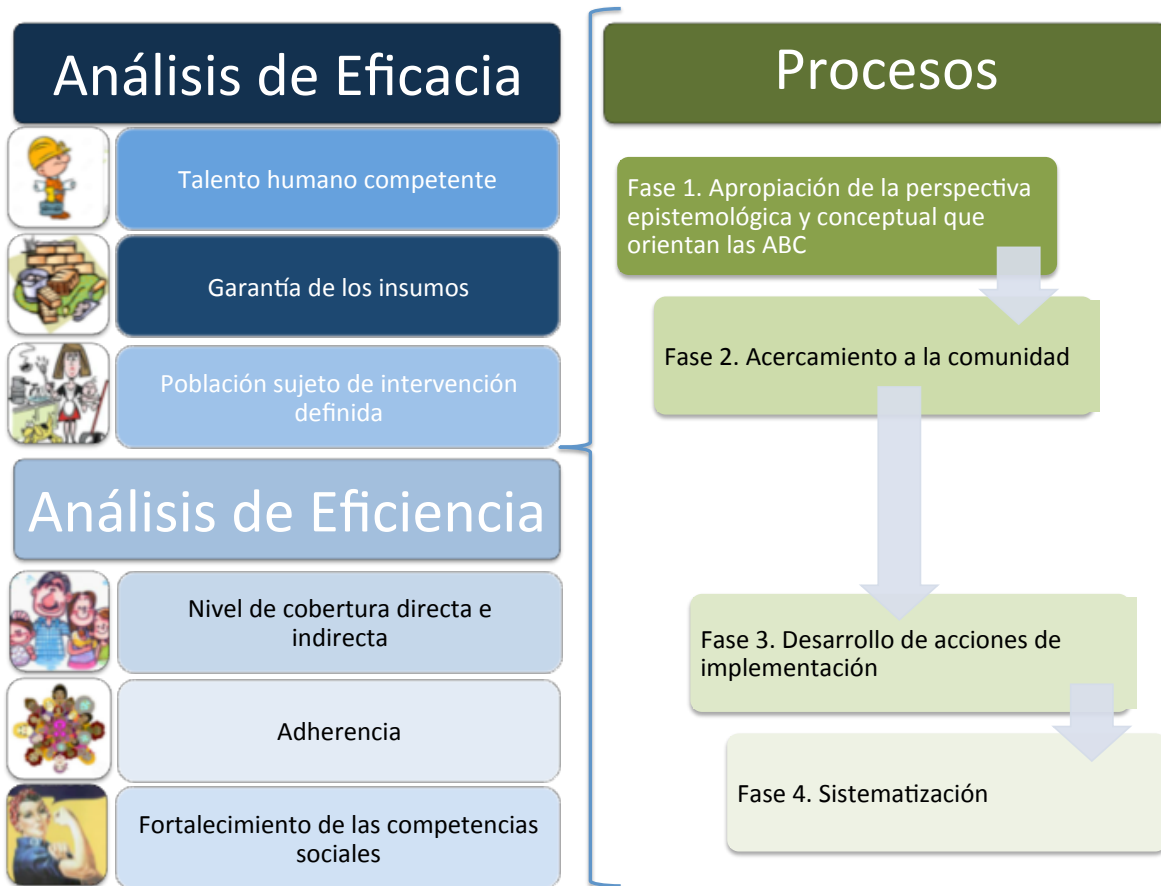 Análisis de Eficacia
Talento humano competente
Garantía de los insumos
Población sujeto de intervención
definida
Análisis de Eficiencia
Nivel de cobertura directa e
indirecta
Adherencia
Fortalecimiento de las competencias
sociales
Procesos
Fase 1. Apropiación de la perspectiva
epistemológica y conceptual que
orientan las ABC
Fase 2. Acercamiento a la comunidad
Fase 3. Desarrollo de acciones de
implementación
Fase 4. Sistematización